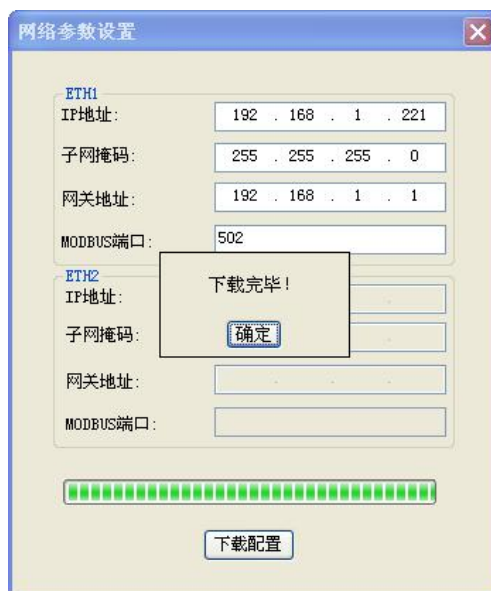 网络参数设置
ETH1
IP地址: 192 . 168 . 1 . 221
子网掩码: 255 . 255 . 255 . 0
网关地址: 192 . 168 . 1 . 1
MODBUS端口: 502
ETH2
下载完毕!
IP地址:
子网掩码:
确定
网关地址:
MODBUS端口:
下载配置